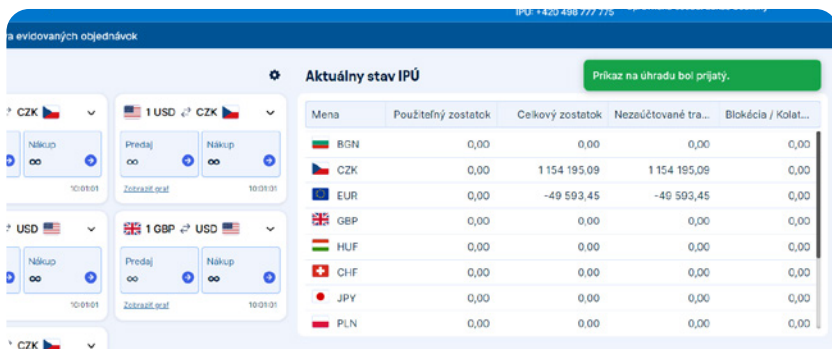 IPÚ: +420 498 777 775
ra evidovaných objednávok
CZK
Nákup
∞
10:01:01
1 USD CZK
Predaj
Nákup
∞
∞
Zobraziť graf
10:01:01
USD
Nákup
∞
10:01:01
1 GBP USD
Predaj
Nákup
∞
∞
Zobraziť graf
10:01:01
CZK
Aktuálny stav IPÚ
Príkaz na úhradu bol prijatý.
Mena Použiteľný zostatok Celkový zostatok Nezaúčtované tra... Blokácia / Kolat...
BGN 0,00 0,00 0,00 0,00
CZK 0,00 1 154 195,09 1 154 195,09 0,00
EUR 0,00 -49 593,45 -49 593,45 0,00
GBP 0,00 0,00 0,00 0,00
HUF 0,00 0,00 0,00 0,00
CHF 0,00 0,00 0,00 0,00
JPY 0,00 0,00 0,00 0,00
PLN 0,00 0,00 0,00 0,00